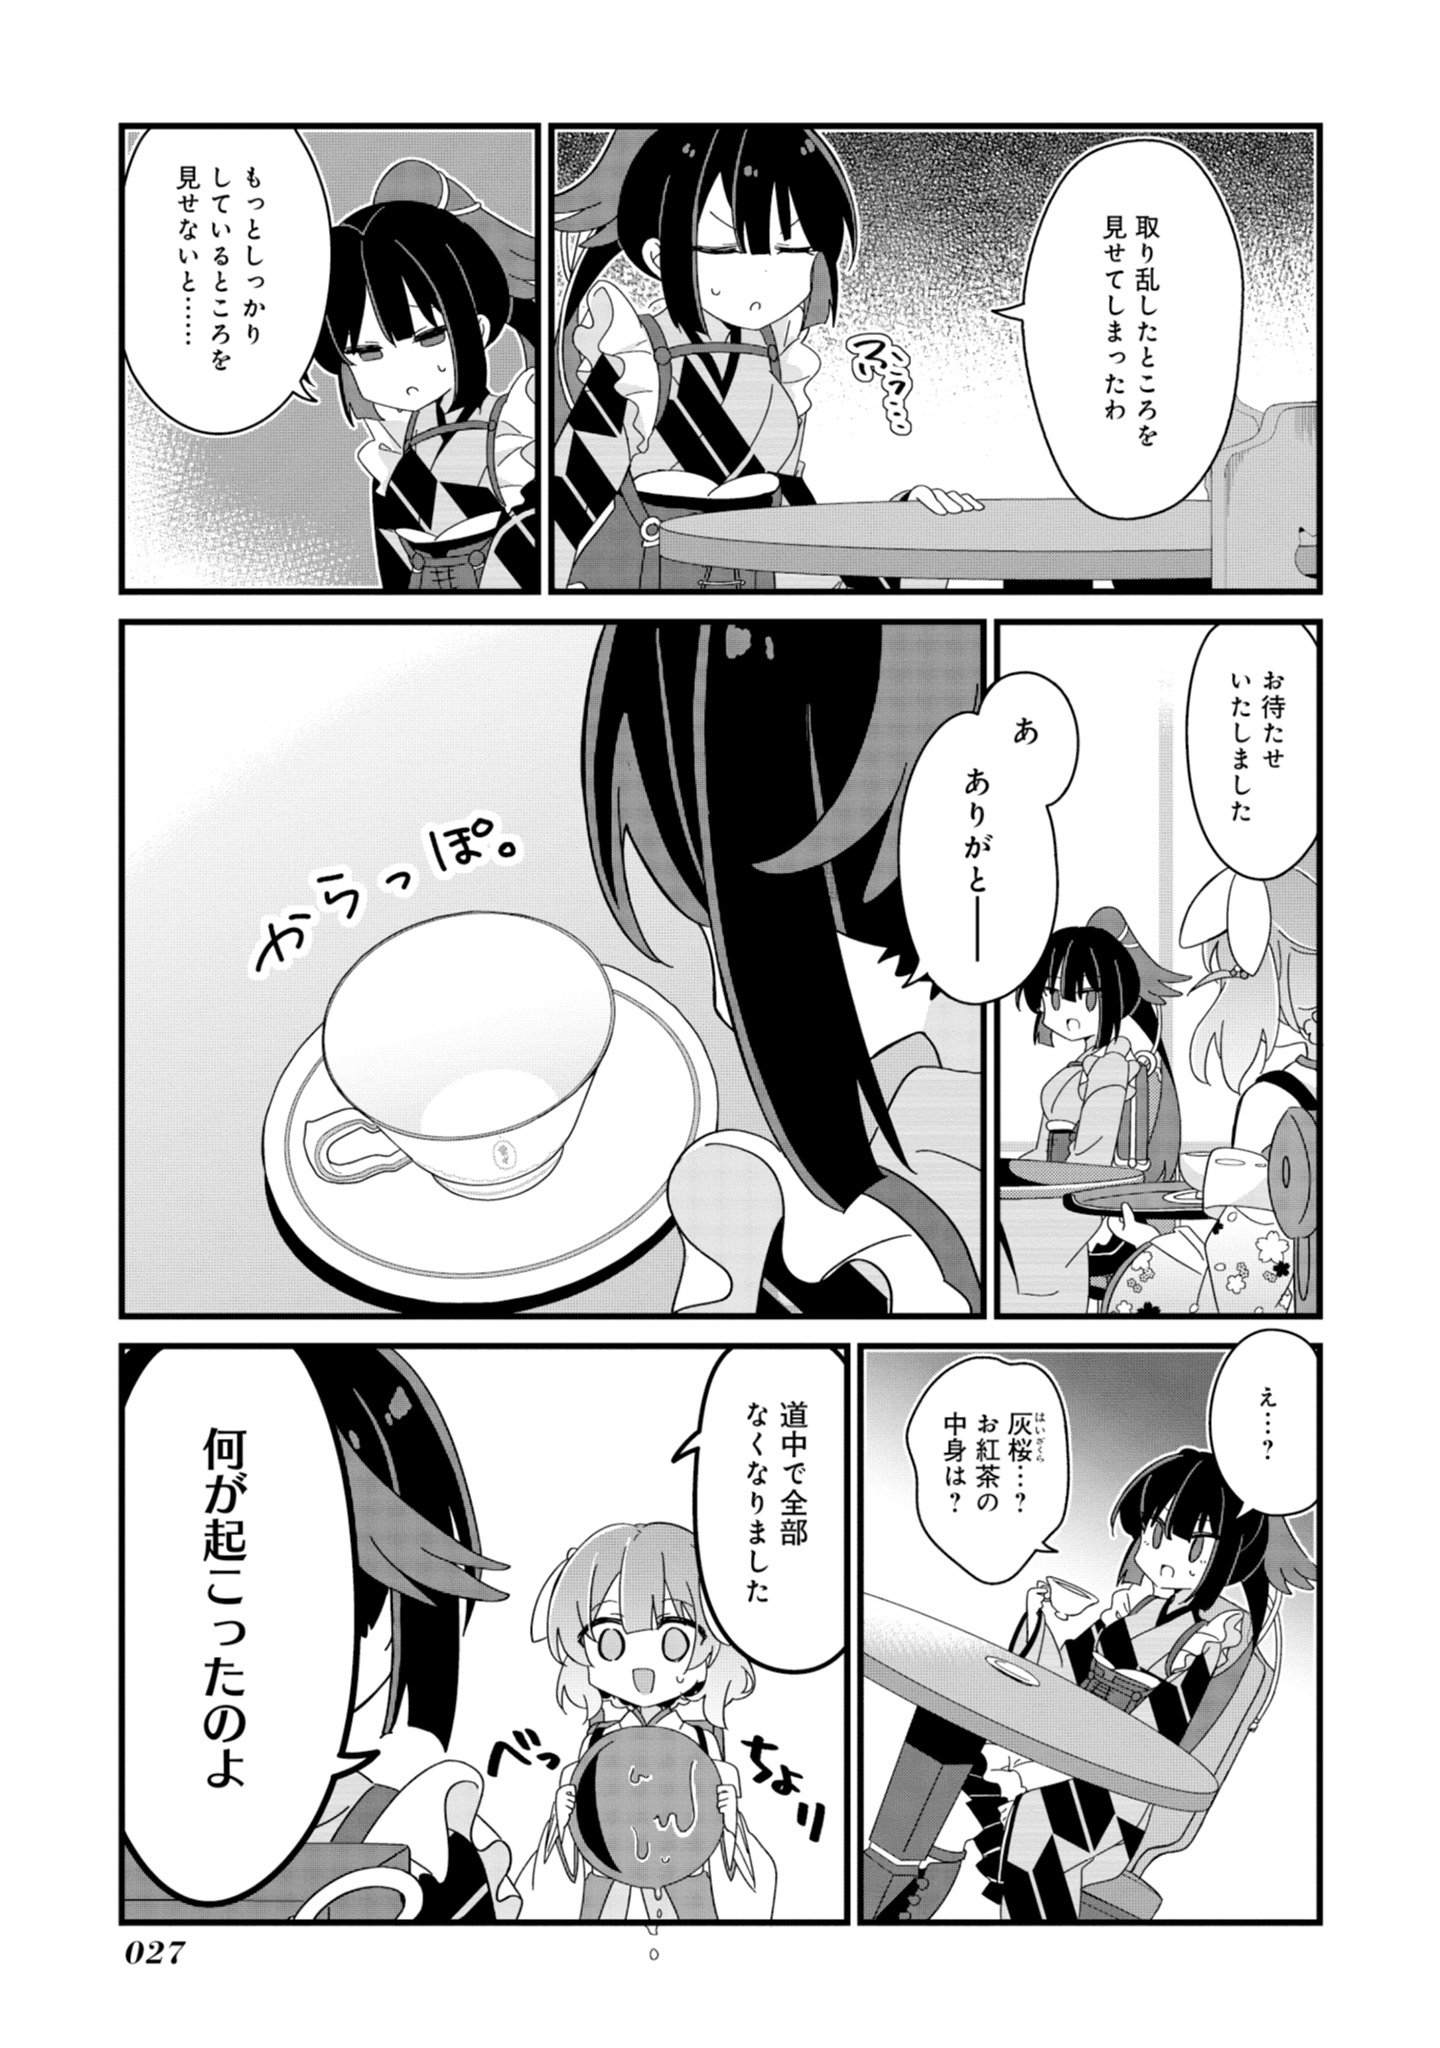 取り乱したところを
見せてしまったわ
ふぅ…
もっとしっかり
しているところを
見せないと……
お待たせ
いたしました
あ
ありがとー
からっぽ。
え…?
灰桜…?
はいざくら
お紅茶の
中身は?
道中で全部
なくなりました
ちょり
べっ
何が起こったのよ
027